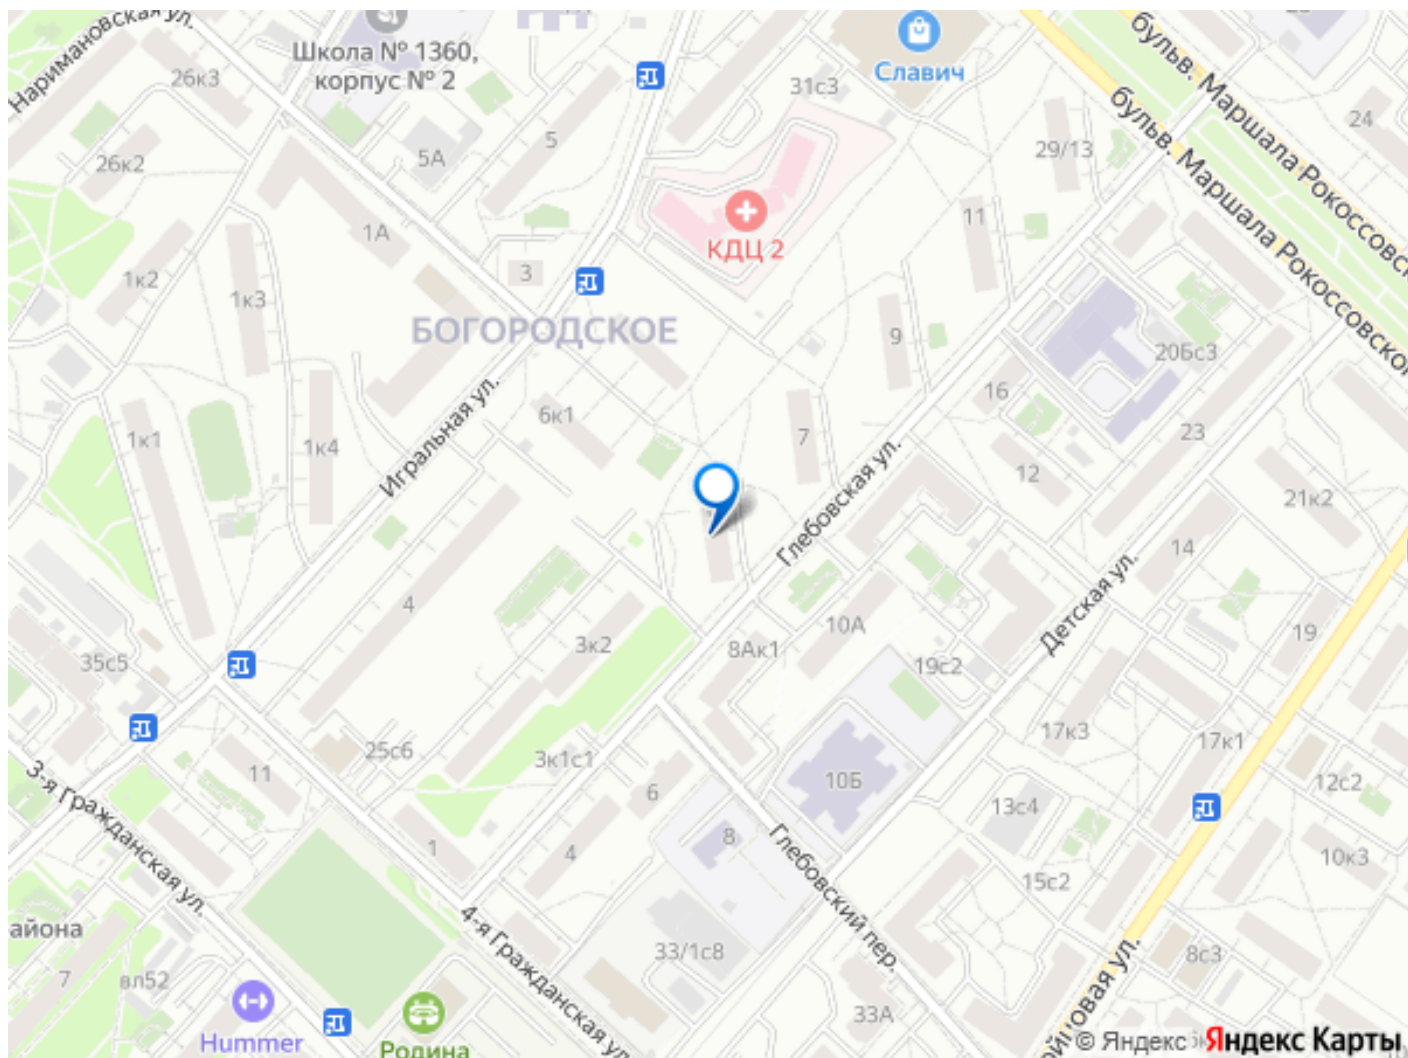 Наримановская ул.
Школа № 1360,
корпус № 2
26к3
26к2
5А
5
1А
31с3
Славич
бульв. Маршала Рокоссовск
бульв. Маршала Рокоссовског
24
29/13
11
КДЦ 2
1А
3
1к2
1к3
БОГОРОДСКОЕ
9
20Бс3
16
6к1
7
23
12
1к1
1к4
Игральная ул.
Глебовская ул.
21к2
14
Детская ул.
4
10А
19
3к2
8Ак1
19с2
35с5
17к3
17к1
25с6
3к1с1
11
10Б
12с2
6
13с4
3-я Гражданская ул.
8
Глебовский пер.
1
4
10к3
15с2
айона
4-я Гражданская ул.
33/1с8
8с3
7
вл52
33А
Hummer
Родина
© Яндекс
Яндекс Карты